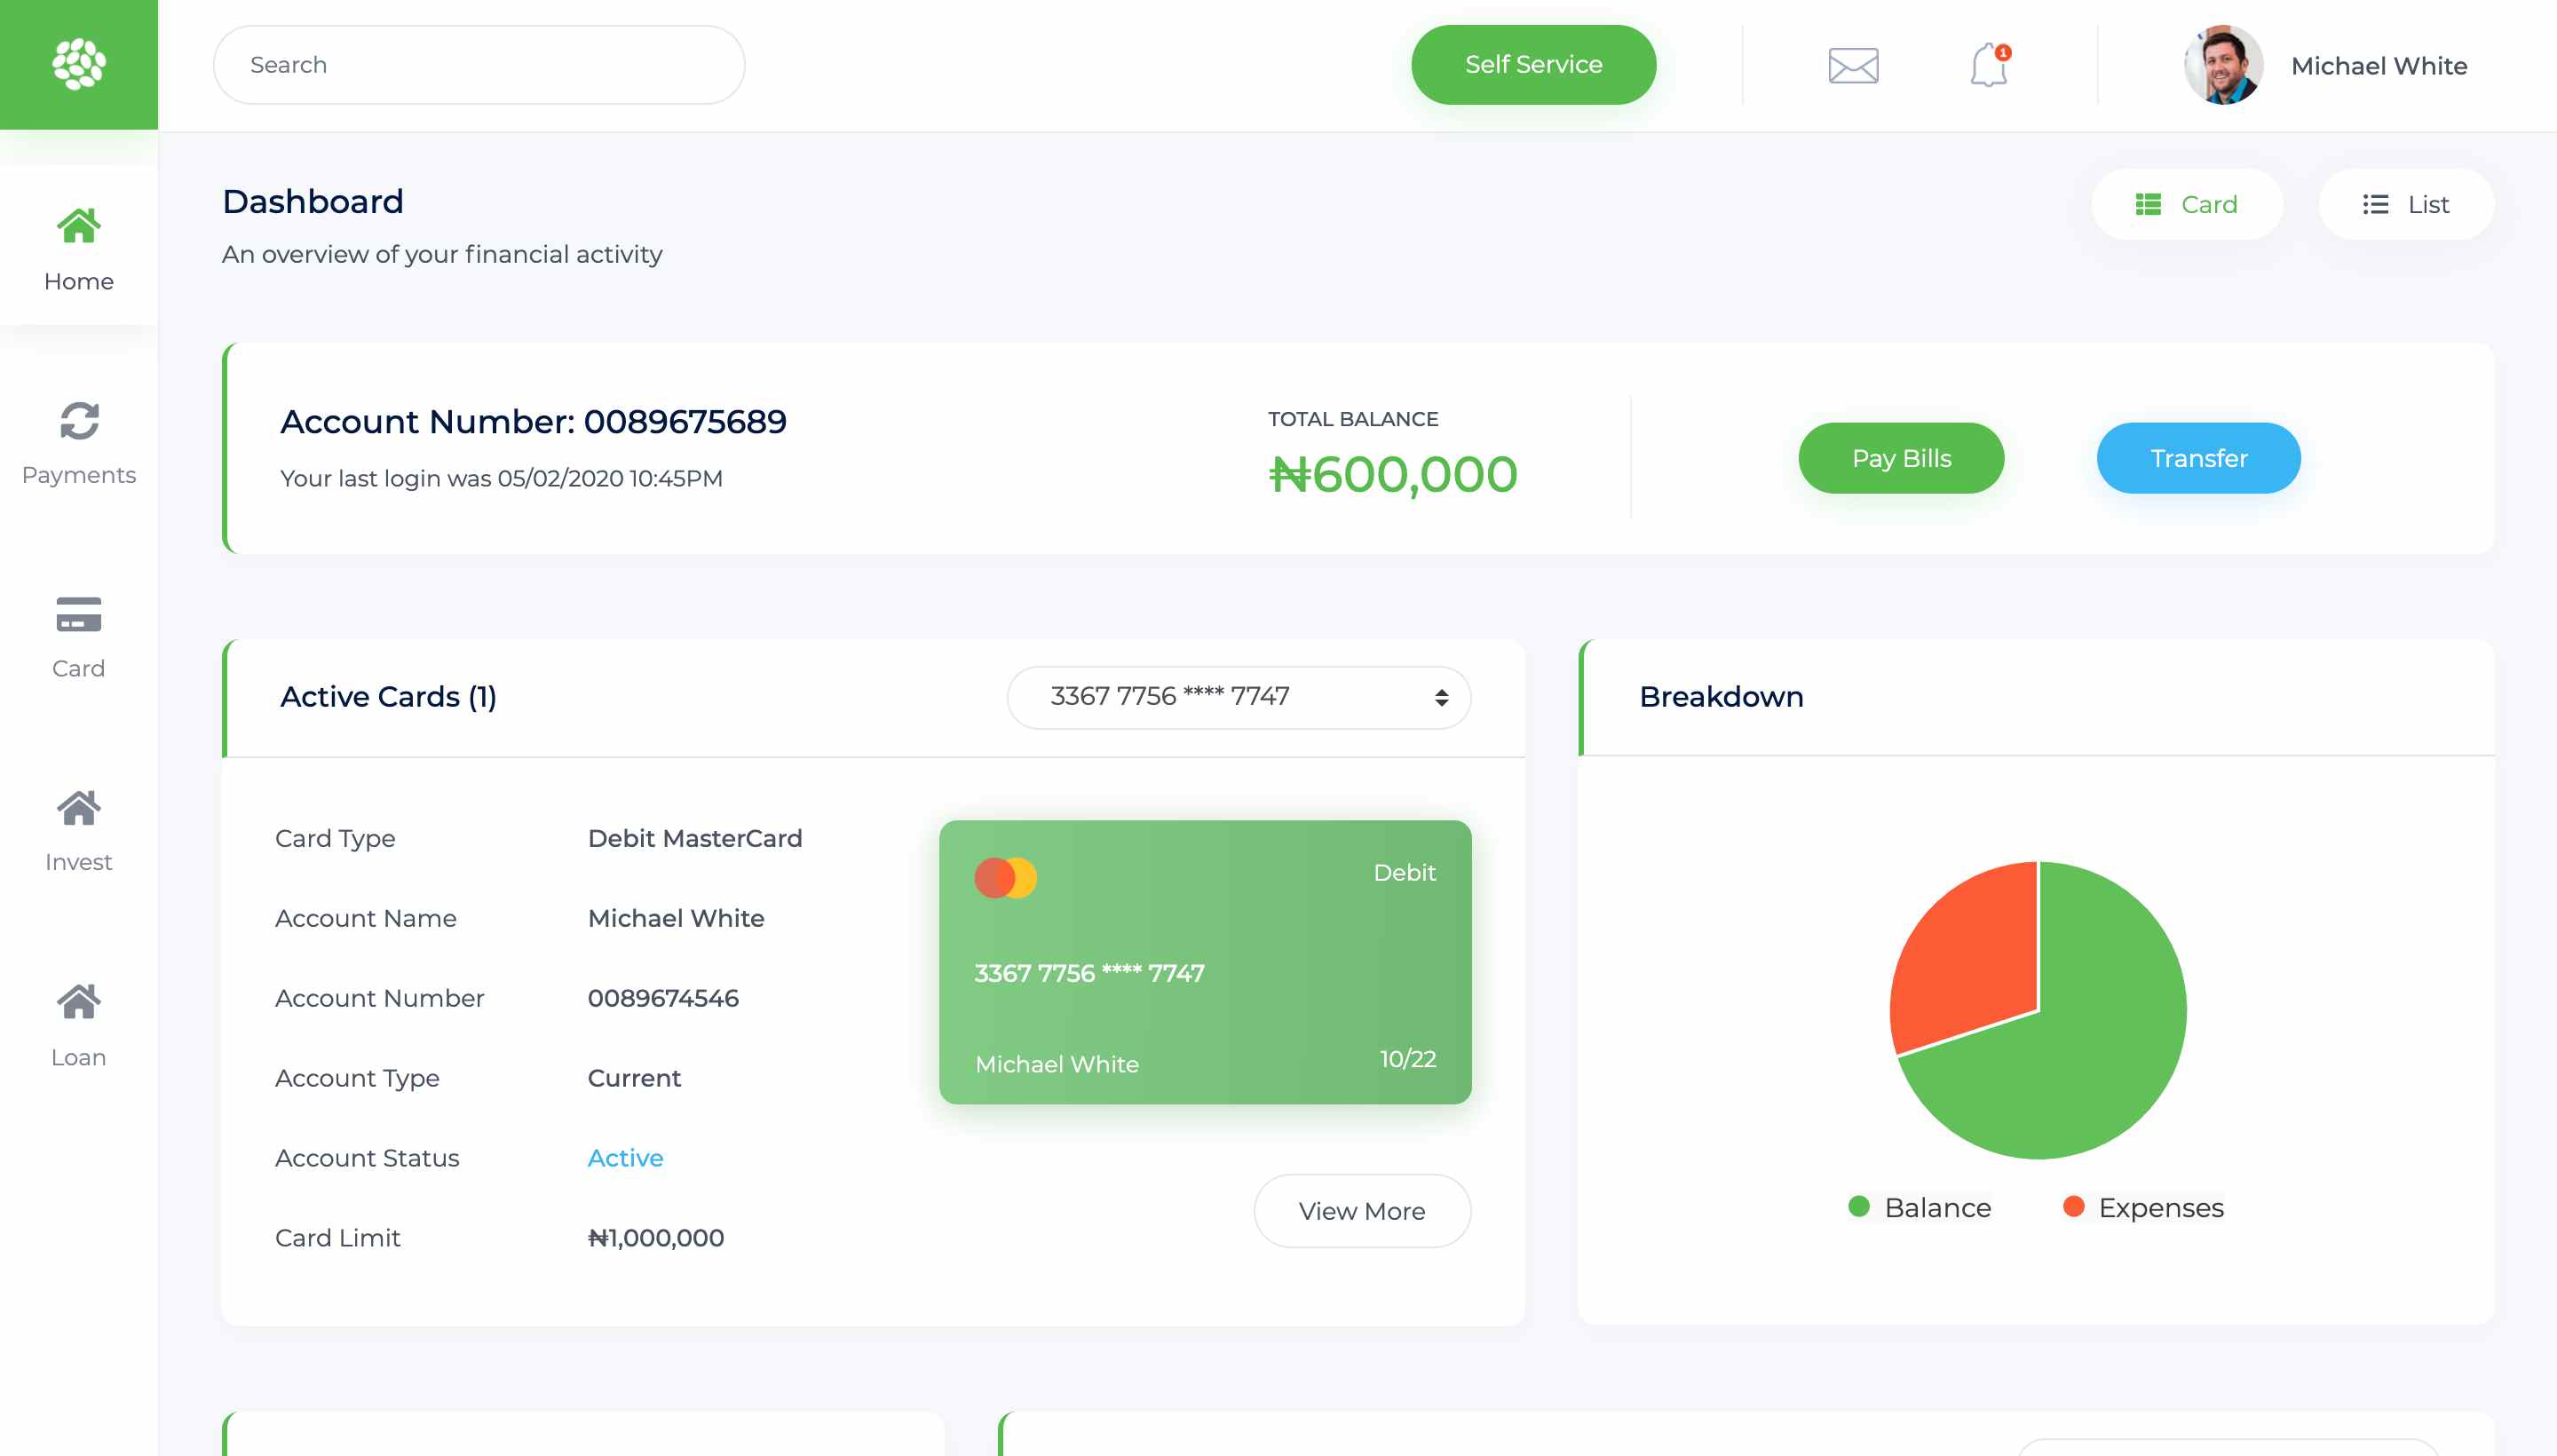 Search
Self Service
1
Michael White
Home
Payments
Card
Invest
Loan
Dashboard
An overview of your financial activity
Card
List
Account Number: 0089675689
Your last login was 05/02/2020 10:45PM
TOTAL BALANCE
₦600,000
Pay Bills
Transfer
Active Cards (1)
3367 7756 **** 7747
Card Type Debit MasterCard
Account Name Michael White
Account Number 0089674546
Account Type Current
Account Status Active
Card Limit ₦1,000,000
Debit
3367 7756 **** 7747
Michael White 10/22
View More
Breakdown
Balance Expenses